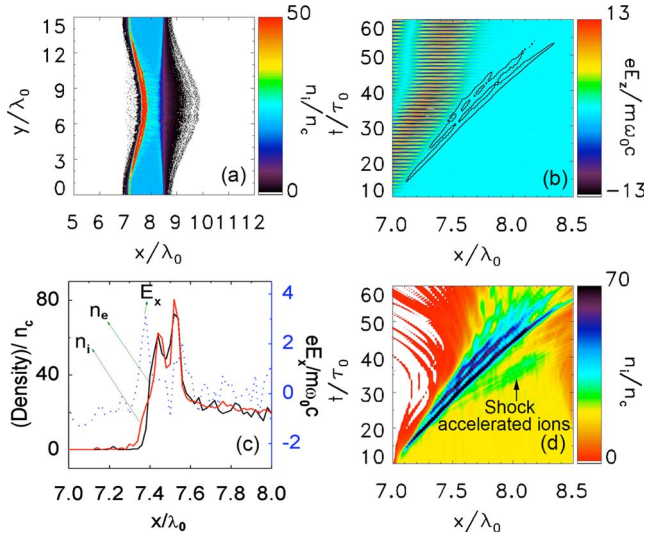 15
12
9
6
3
0
y/λ₀
(a)
5 6 7 8 9 10 11 12
x/λ₀
50
0
nᵢ/n_c
60
50
40
30
20
10
t/τ₀
(b)
7.0 7.5 8.0
x/λ₀
13
-13
eE_z/mω₀c
80
40
0
(Density)/n_c
n_e
n_i
E_x
(c)
7.0 7.2 7.4 7.6 7.8 8.0
x/λ₀
4
2
0
-2
eE_x/mω₀c
60
50
40
30
20
10
t/τ₀
Shock
accelerated ions
(d)
7.0 7.5 8.0 8.5
x/λ₀
70
0
nᵢ/n_c